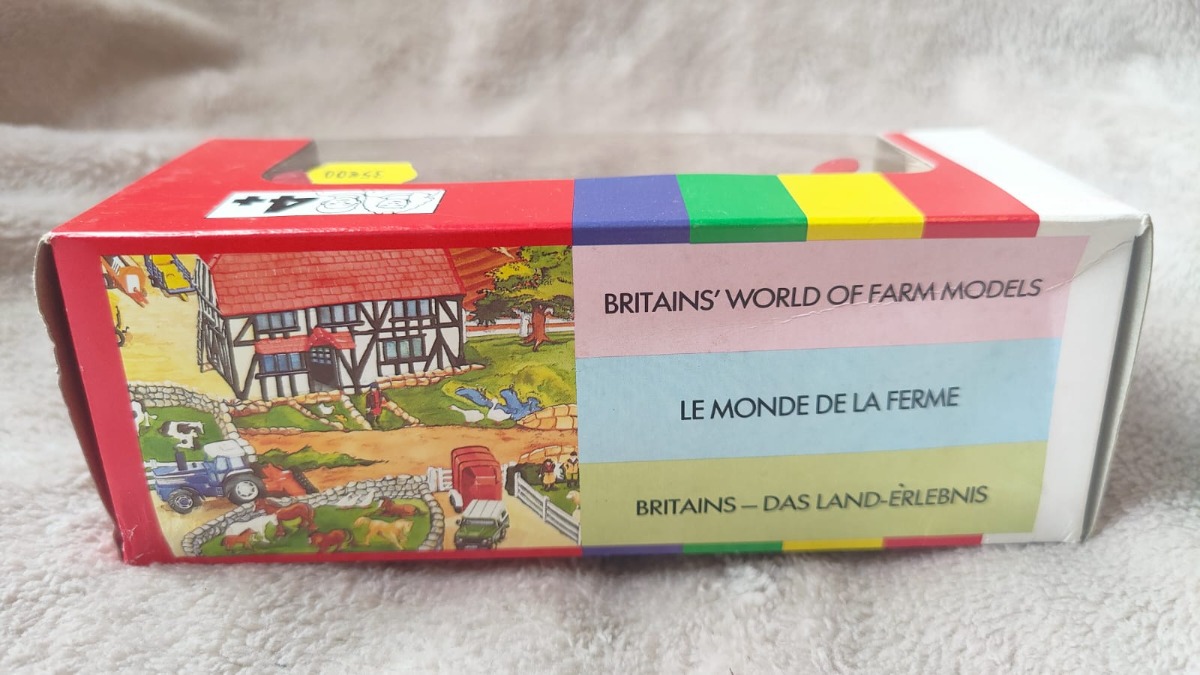 4+
BRITAINS' WORLD OF FARM MODELS
LE MONDE DE LA FERME
BRITAINS – DAS LAND-ERLEBNIS